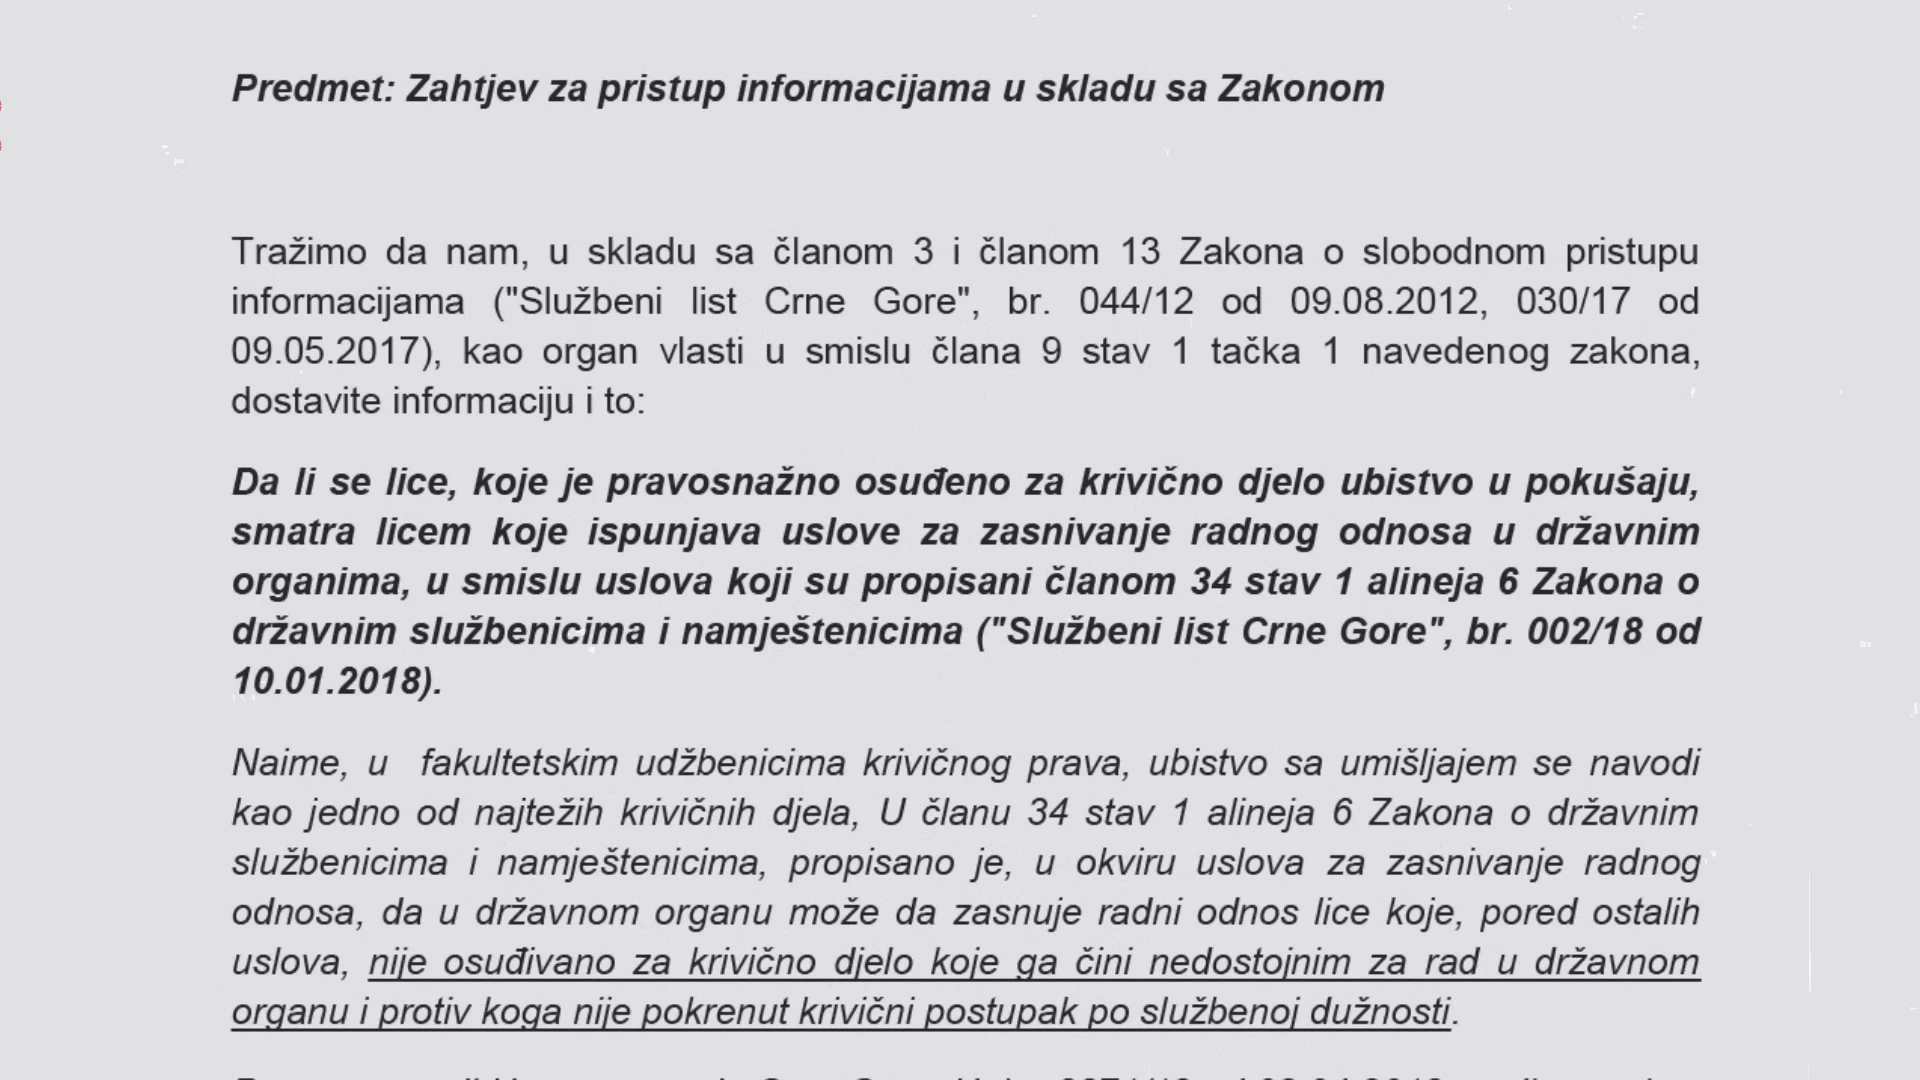 Predmet: Zahtjev za pristup informacijama u skladu sa Zakonom
Tražimo da nam, u skladu sa članom 3 i članom 13 Zakona o slobodnom pristupu
informacijama ("Službeni list Crne Gore", br. 044/12 od 09.08.2012, 030/17 od
09.05.2017), kao organ vlasti u smislu člana 9 stav 1 tačka 1 navedenog zakona,
dostavite informaciju i to:
Da li se lice, koje je pravosnažno osuđeno za krivično djelo ubistvo u pokušaju,
smatra licem koje ispunjava uslove za zasnivanje radnog odnosa u državnim
organima, u smislu uslova koji su propisani članom 34 stav 1 alineja 6 Zakona o
državnim službenicima i namještenicima ("Službeni list Crne Gore", br. 002/18 od
10.01.2018).
Naime, u fakultetskim udžbenicima krivičnog prava, ubistvo sa umišljajem se navodi
kao jedno od najtežih krivičnih djela, U članu 34 stav 1 alineja 6 Zakona o državnim
službenicima i namještenicima, propisano je, u okviru uslova za zasnivanje radnog
odnosa, da u državnom organu može da zasnuje radni odnos lice koje, pored ostalih
uslova, nije osuđivano za krivično djelo koje ga čini nedostojnim za rad u državnom
organu i protiv koga nije pokrenut krivični postupak po službenoj dužnosti.